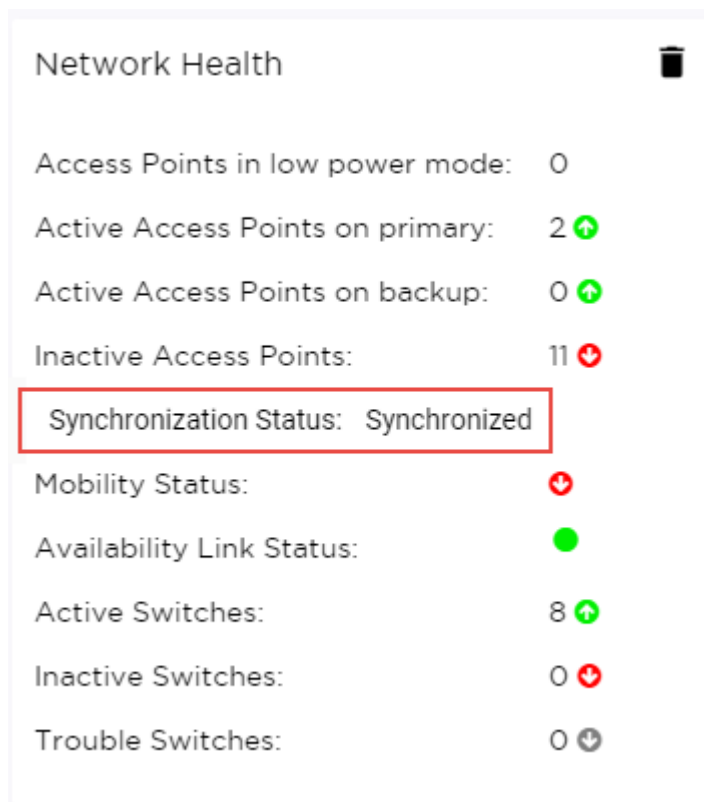 Network Health
Access Points in low power mode: 0
Active Access Points on primary: 2
Active Access Points on backup: 0
Inactive Access Points: 11
Synchronization Status: Synchronized
Mobility Status:
Availability Link Status:
Active Switches: 8
Inactive Switches: 0
Trouble Switches: 0